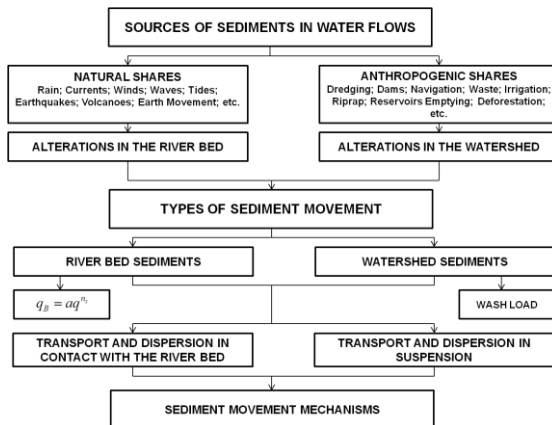 SOURCES OF SEDIMENTS IN WATER FLOWS
NATURAL SHARES
Rain; Currents; Winds; Waves; Tides;
Earthquakes; Volcanoes; Earth Movement; etc.
ANTHROPOGENIC SHARES
Dredging; Dams; Navigation; Waste; Irrigation;
Riprap; Reservoirs Emptying; Deforestation;
etc.
ALTERATIONS IN THE RIVER BED
ALTERATIONS IN THE WATERSHED
TYPES OF SEDIMENT MOVEMENT
RIVER BED SEDIMENTS
WATERSHED SEDIMENTS
q_B = aq^{n_s}
WASH LOAD
TRANSPORT AND DISPERSION IN
CONTACT WITH THE RIVER BED
TRANSPORT AND DISPERSION IN
SUSPENSION
SEDIMENT MOVEMENT MECHANISMS